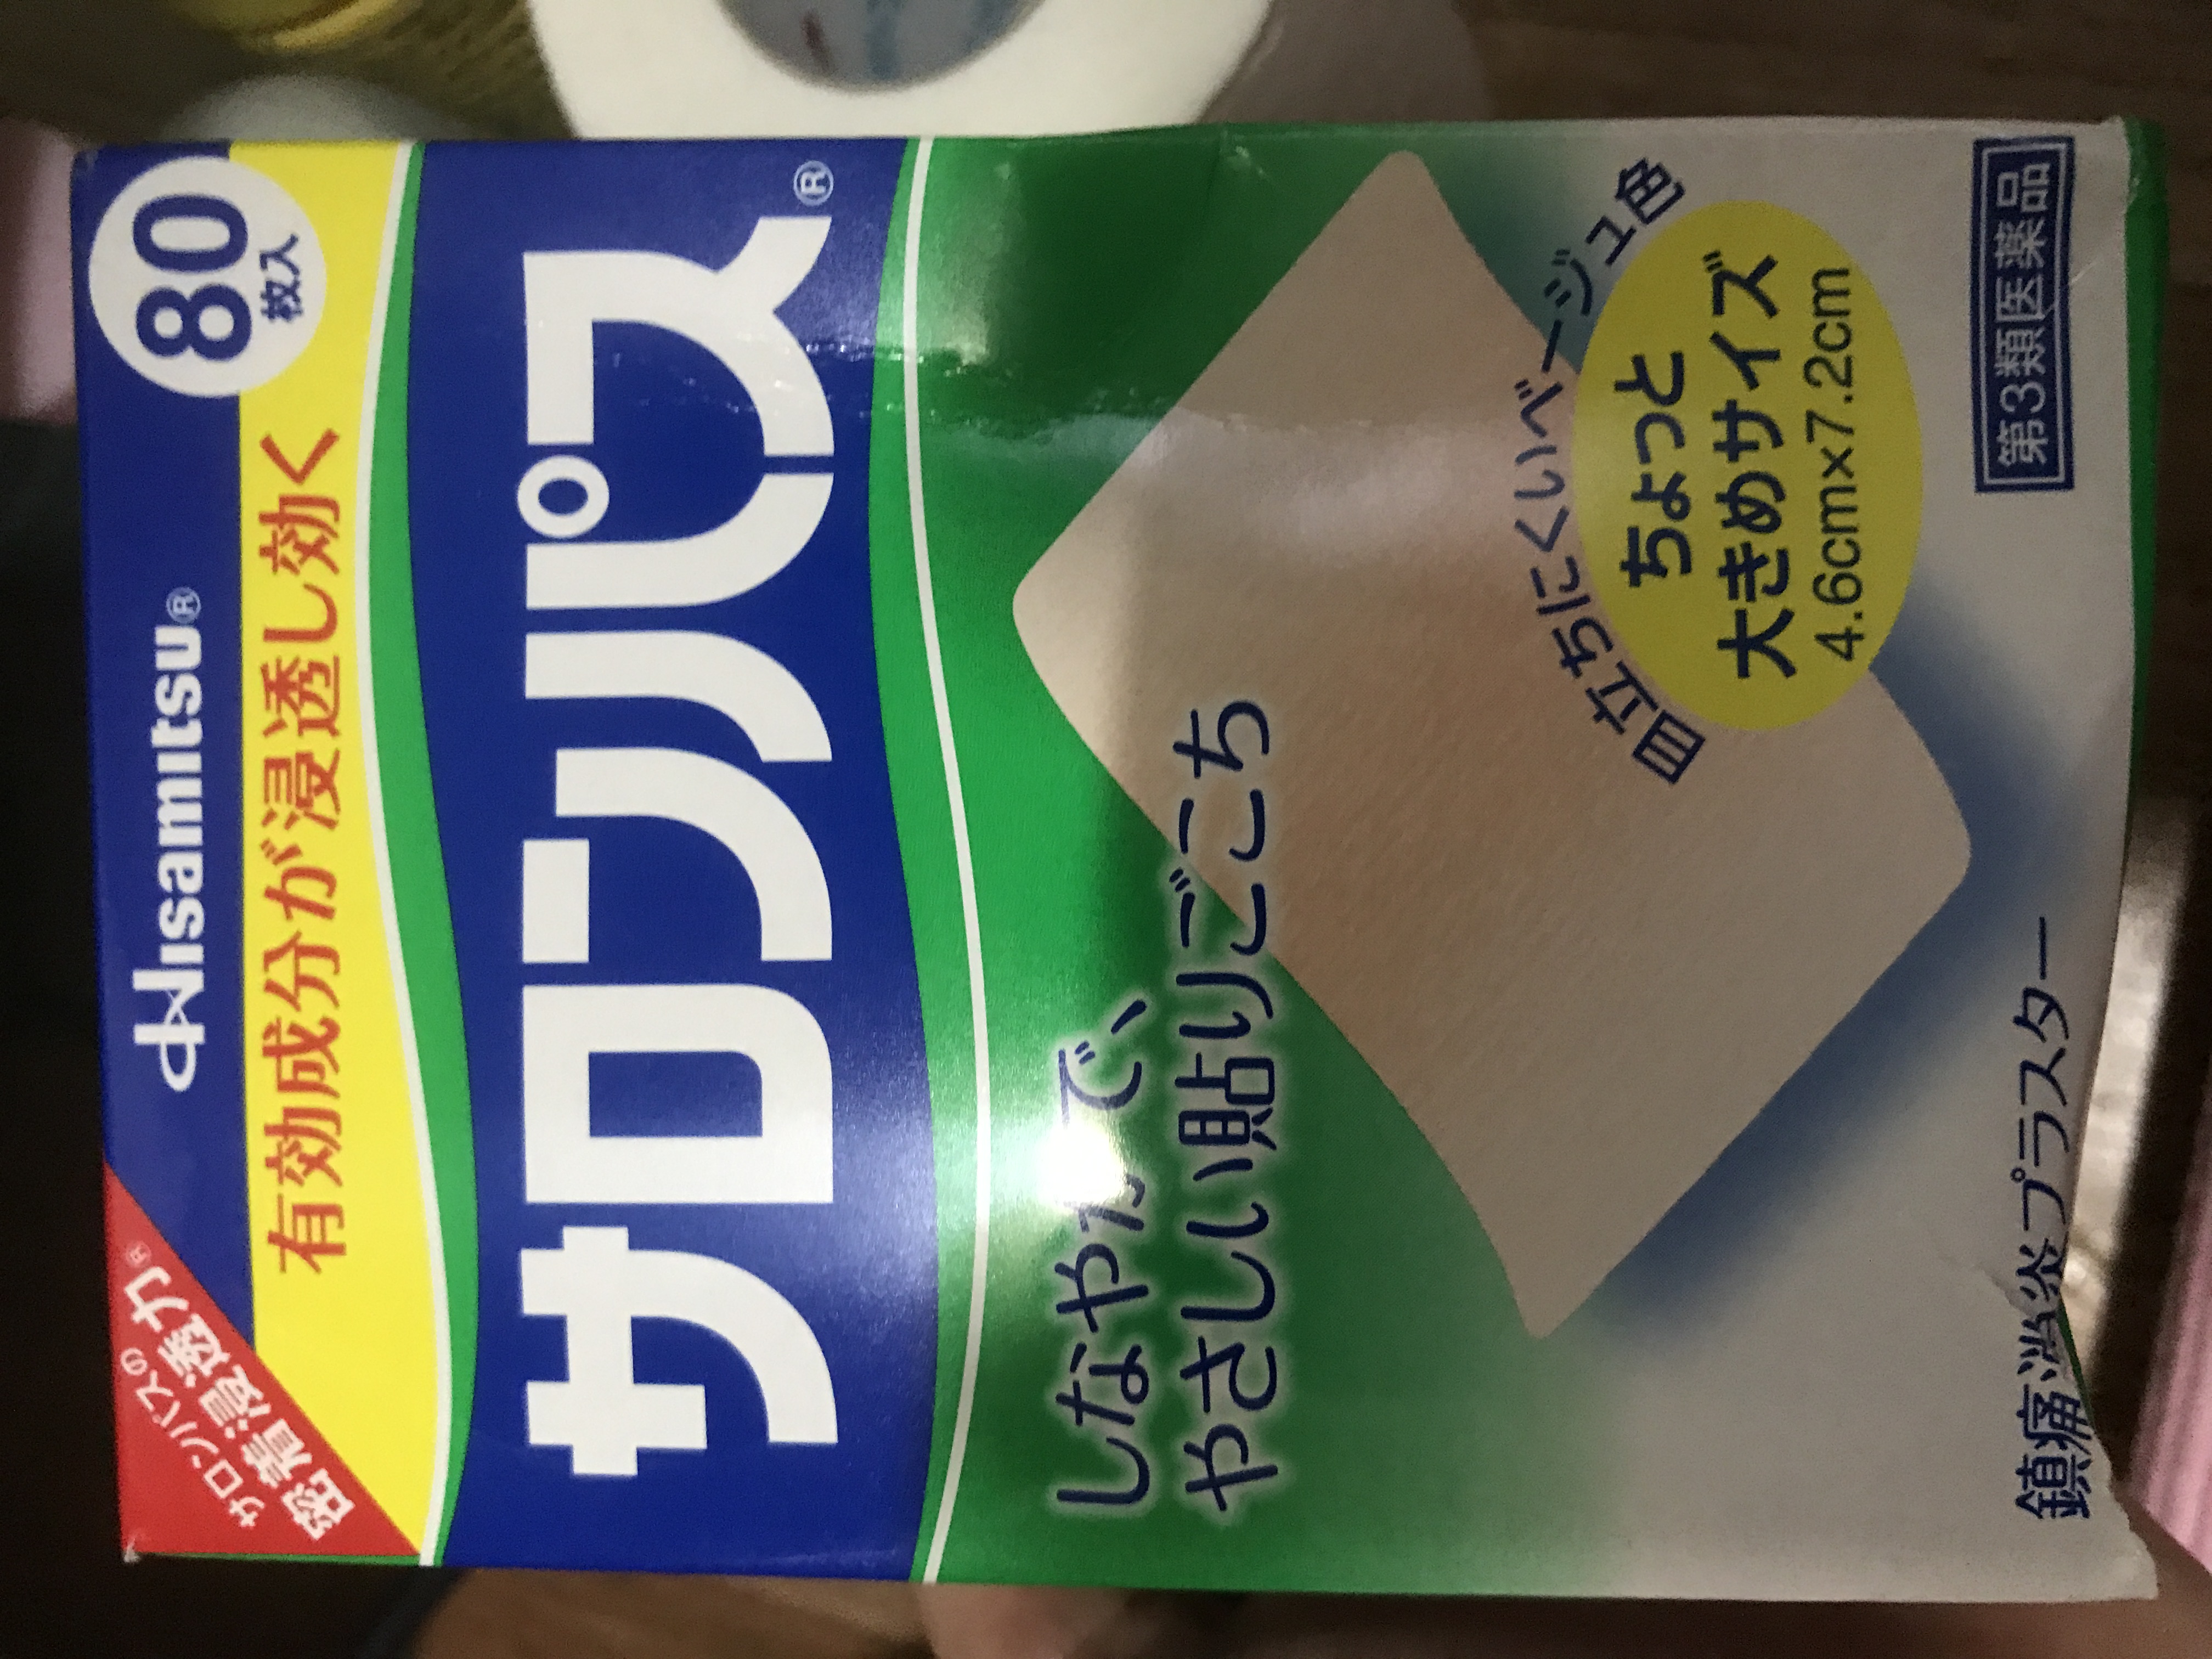 サロンパスの
密着浸透力®
Hisamitsu®
80
枚入
有効成分が浸透し効く
サロンパス®
しなやかで、
やさしい貼りごこち
目立ちにくいベージュ色
ちょっと
大きめサイズ
4.6cm×7.2cm
鎮痛消炎プラスター
第3類医薬品